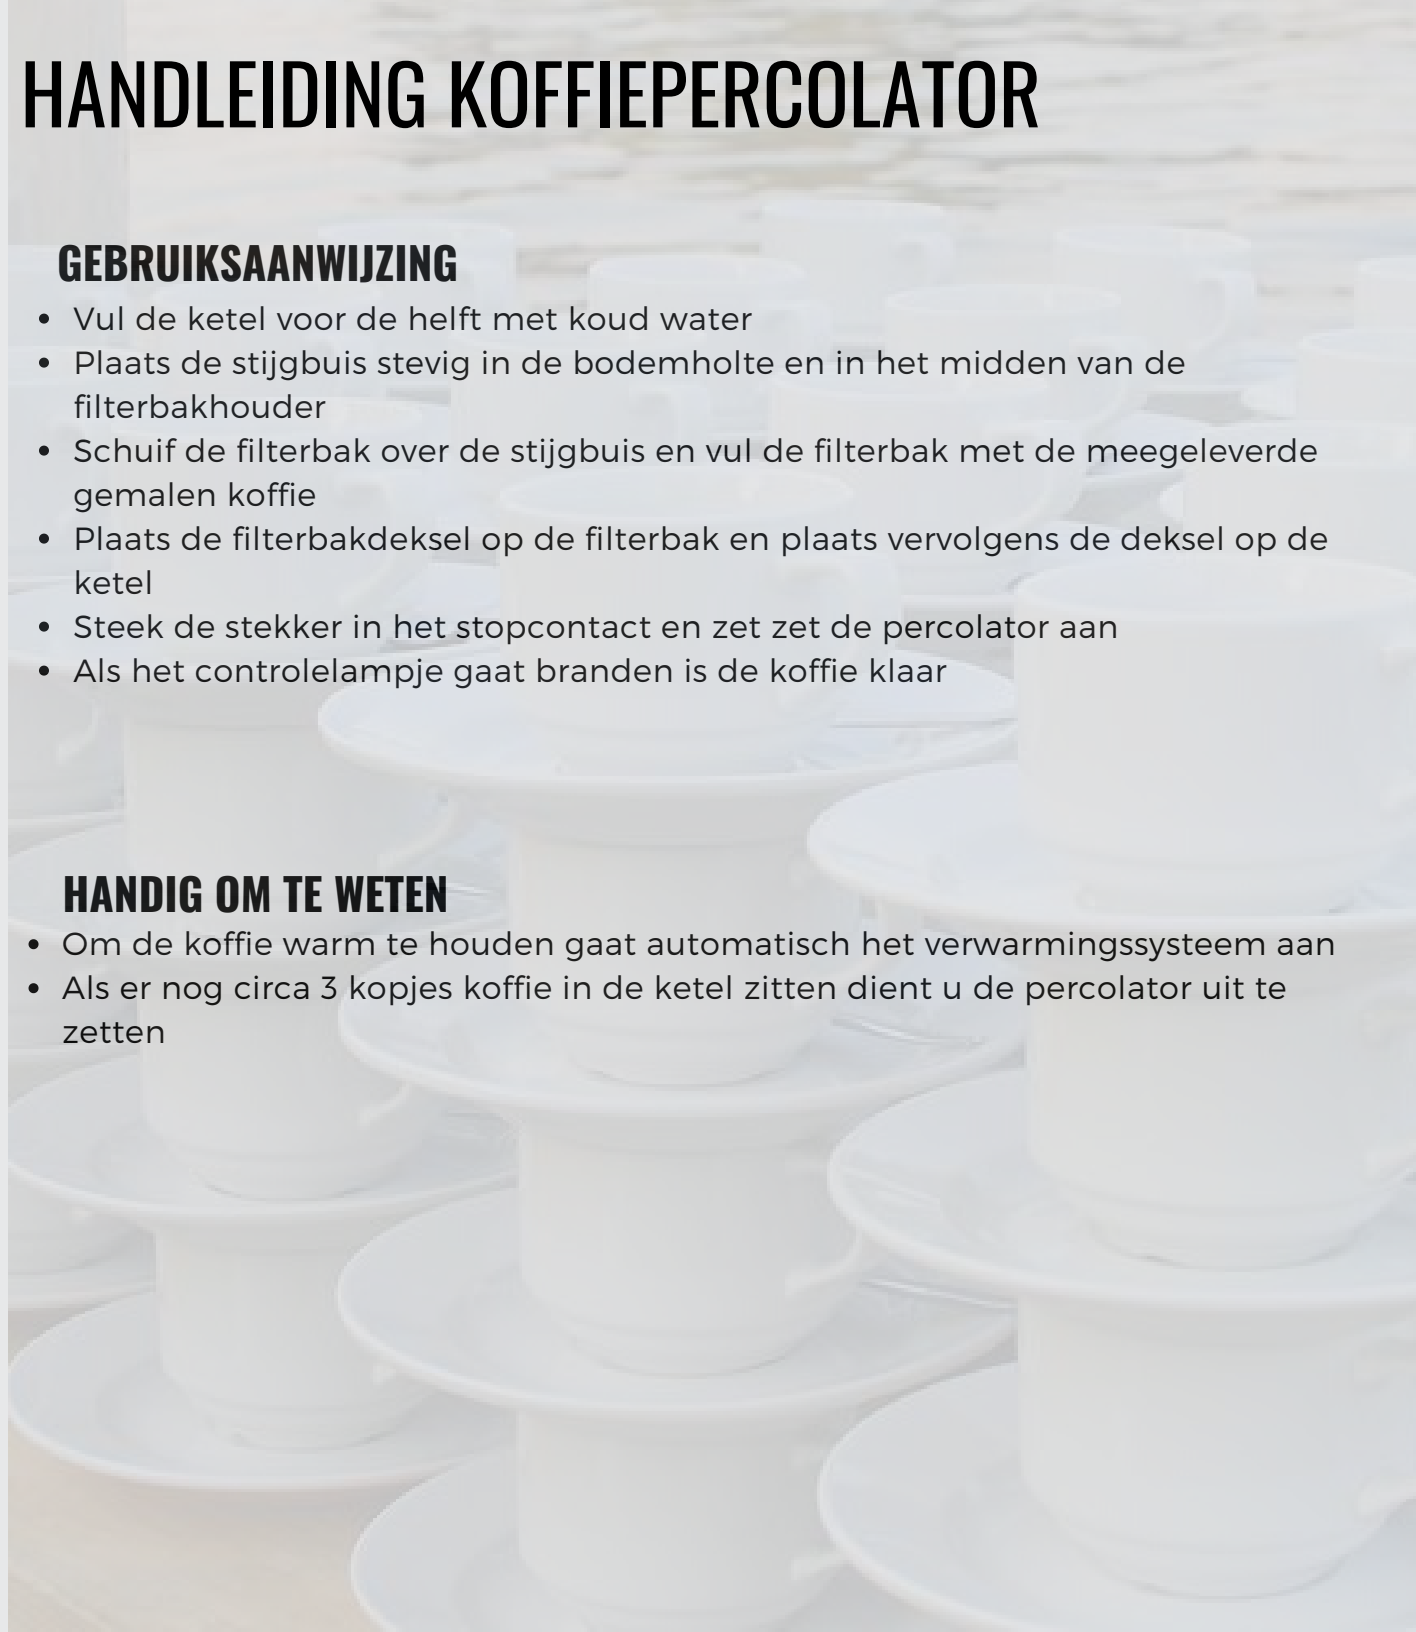 HANDLEIDING KOFFIEPERCOLATOR
GEBRUIKSAANWIJZING
• Vul de ketel voor de helft met koud water
• Plaats de stijgbuis stevig in de bodemholte en in het midden van de
filterbakhouder
• Schuif de filterbak over de stijgbuis en vul de filterbak met de meegeleverde
gemalen koffie
• Plaats de filterbakdeksel op de filterbak en plaats vervolgens de deksel op de
ketel
• Steek de stekker in het stopcontact en zet zet de percolator aan
• Als het controlelampje gaat branden is de koffie klaar
HANDIG OM TE WETEN
• Om de koffie warm te houden gaat automatisch het verwarmingssysteem aan
• Als er nog circa 3 kopjes koffie in de ketel zitten dient u de percolator uit te
zetten